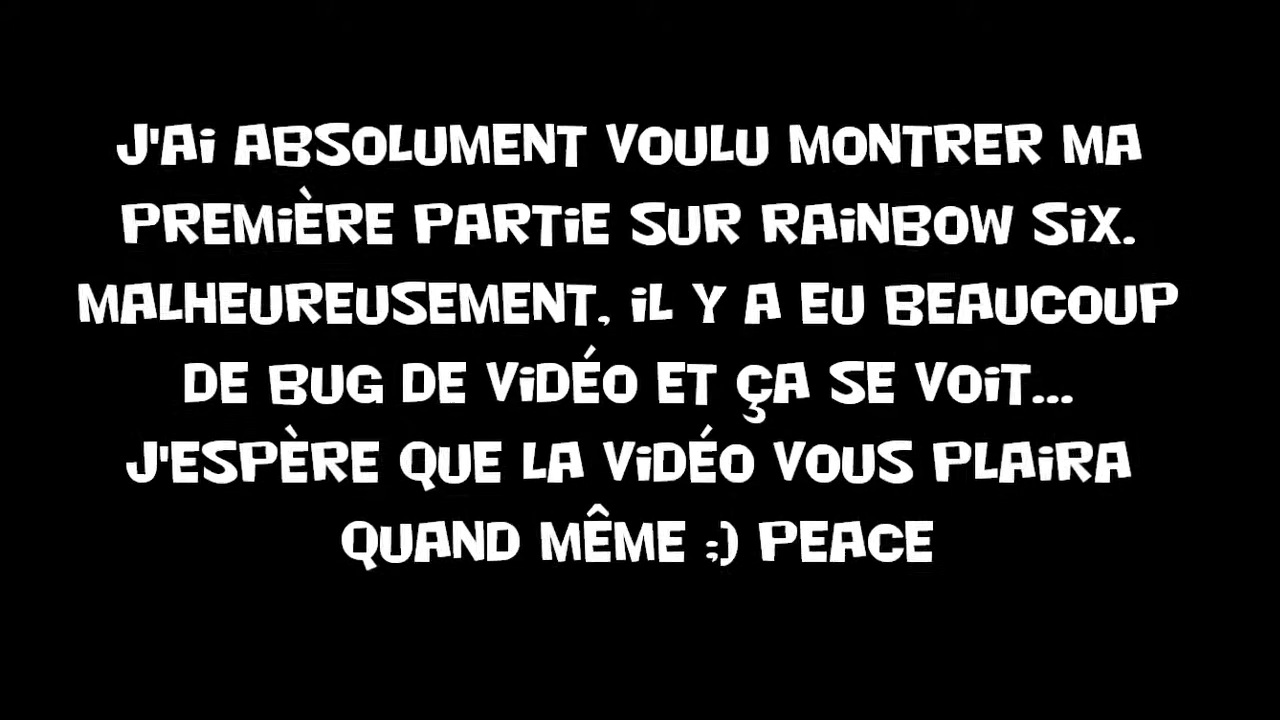 J'Ai ABSOLUMENT VOULU MONTRER MA
PREMiÈRE PARTiE SUR RAiNBOW SiX.
MALHEUREUSEMENT, iL Y A EU BEAUCOUP
DE BUG DE ViDÉO ET ÇA SE VOiT...
J'ESPÈRE QUE LA ViDÉO VOUS PLAiRA
QUAND MÊME ;) PEACE